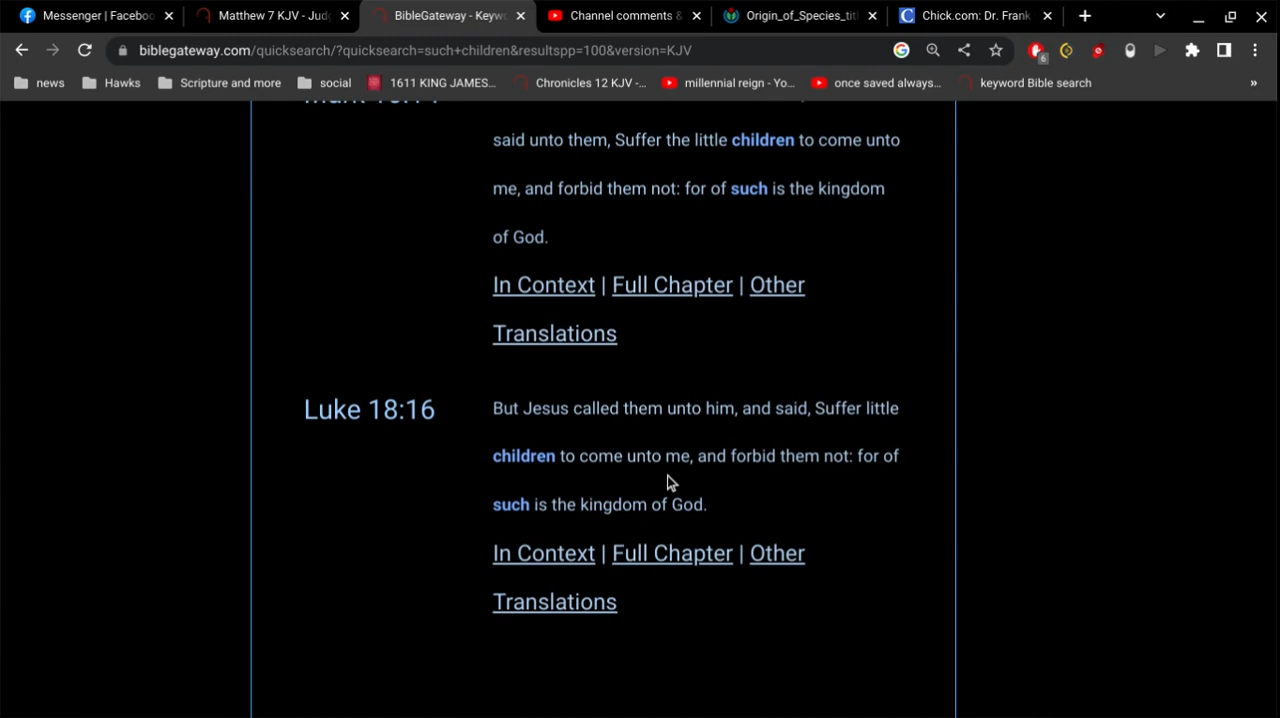 Messenger | Faceboo
Matthew 7 KJV - Jud
BibleGateway - Keyw
Channel comments &
Origin_of_Species_titl
Chick.com: Dr. Frank
biblegateway.com/quicksearch/?quicksearch=such+children&resultspp=100&version=KJV
6
news
Hawks
Scripture and more
social
1611 KING JAMES...
Chronicles 12 KJV -...
millennial reign - Yo...
once saved always...
keyword Bible search
»
said unto them, Suffer the little children to come unto
me, and forbid them not: for of such is the kingdom
of God.
In Context | Full Chapter | Other
Translations
Luke 18:16
But Jesus called them unto him, and said, Suffer little
children to come unto me, and forbid them not: for of
such is the kingdom of God.
In Context | Full Chapter | Other
Translations